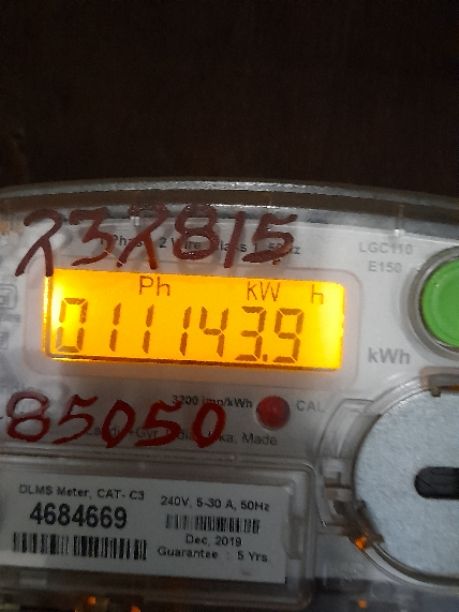 232815
LGC110
E150
Ph KW h
011143.9
kWh
3200 imp/kWh CAL
85050
DLMS Meter, CAT- C3
4684669
240V, 5-30 A, 50Hz
Dec, 2019
Guarantee : 5 Yrs